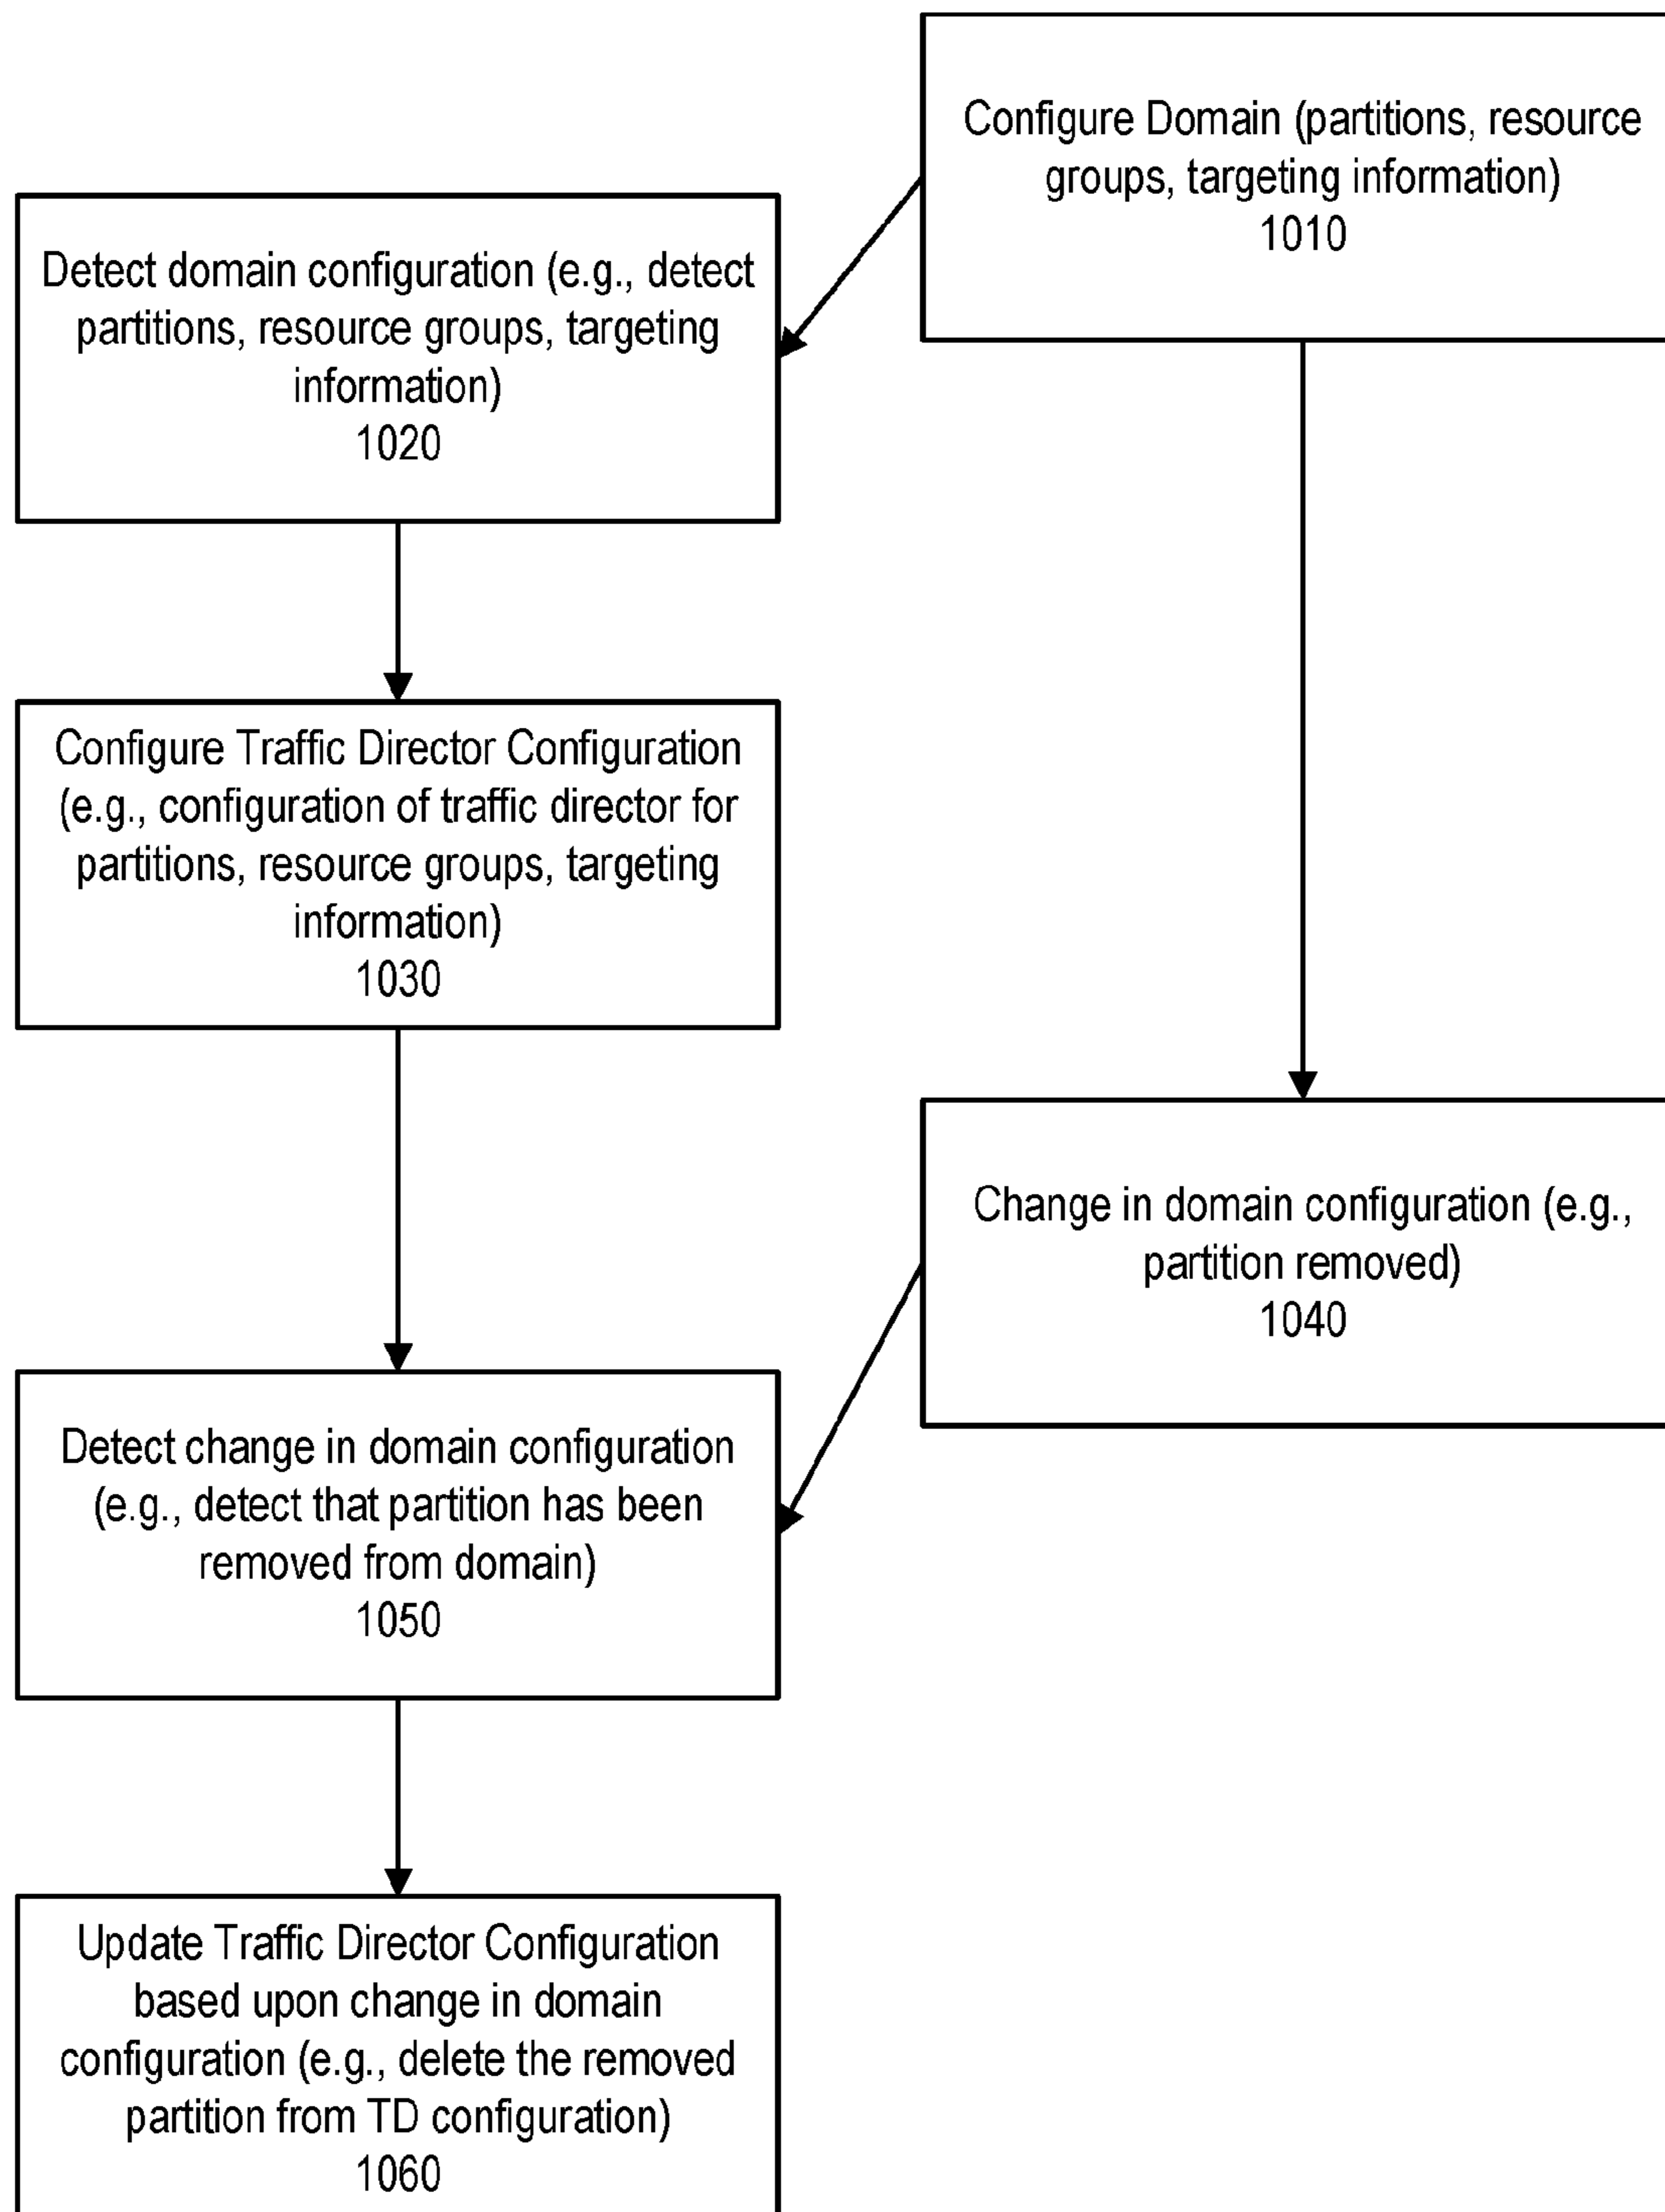 Configure Domain (partitions, resource
groups, targeting information)
1010
Detect domain configuration (e.g., detect
partitions, resource groups, targeting
information)
1020
Configure Traffic Director Configuration
(e.g., configuration of traffic director for
partitions, resource groups, targeting
information)
1030
Change in domain configuration (e.g.,
partition removed)
1040
Detect change in domain configuration
(e.g., detect that partition has been
removed from domain)
1050
Update Traffic Director Configuration
based upon change in domain
configuration (e.g., delete the removed
partition from TD configuration)
1060